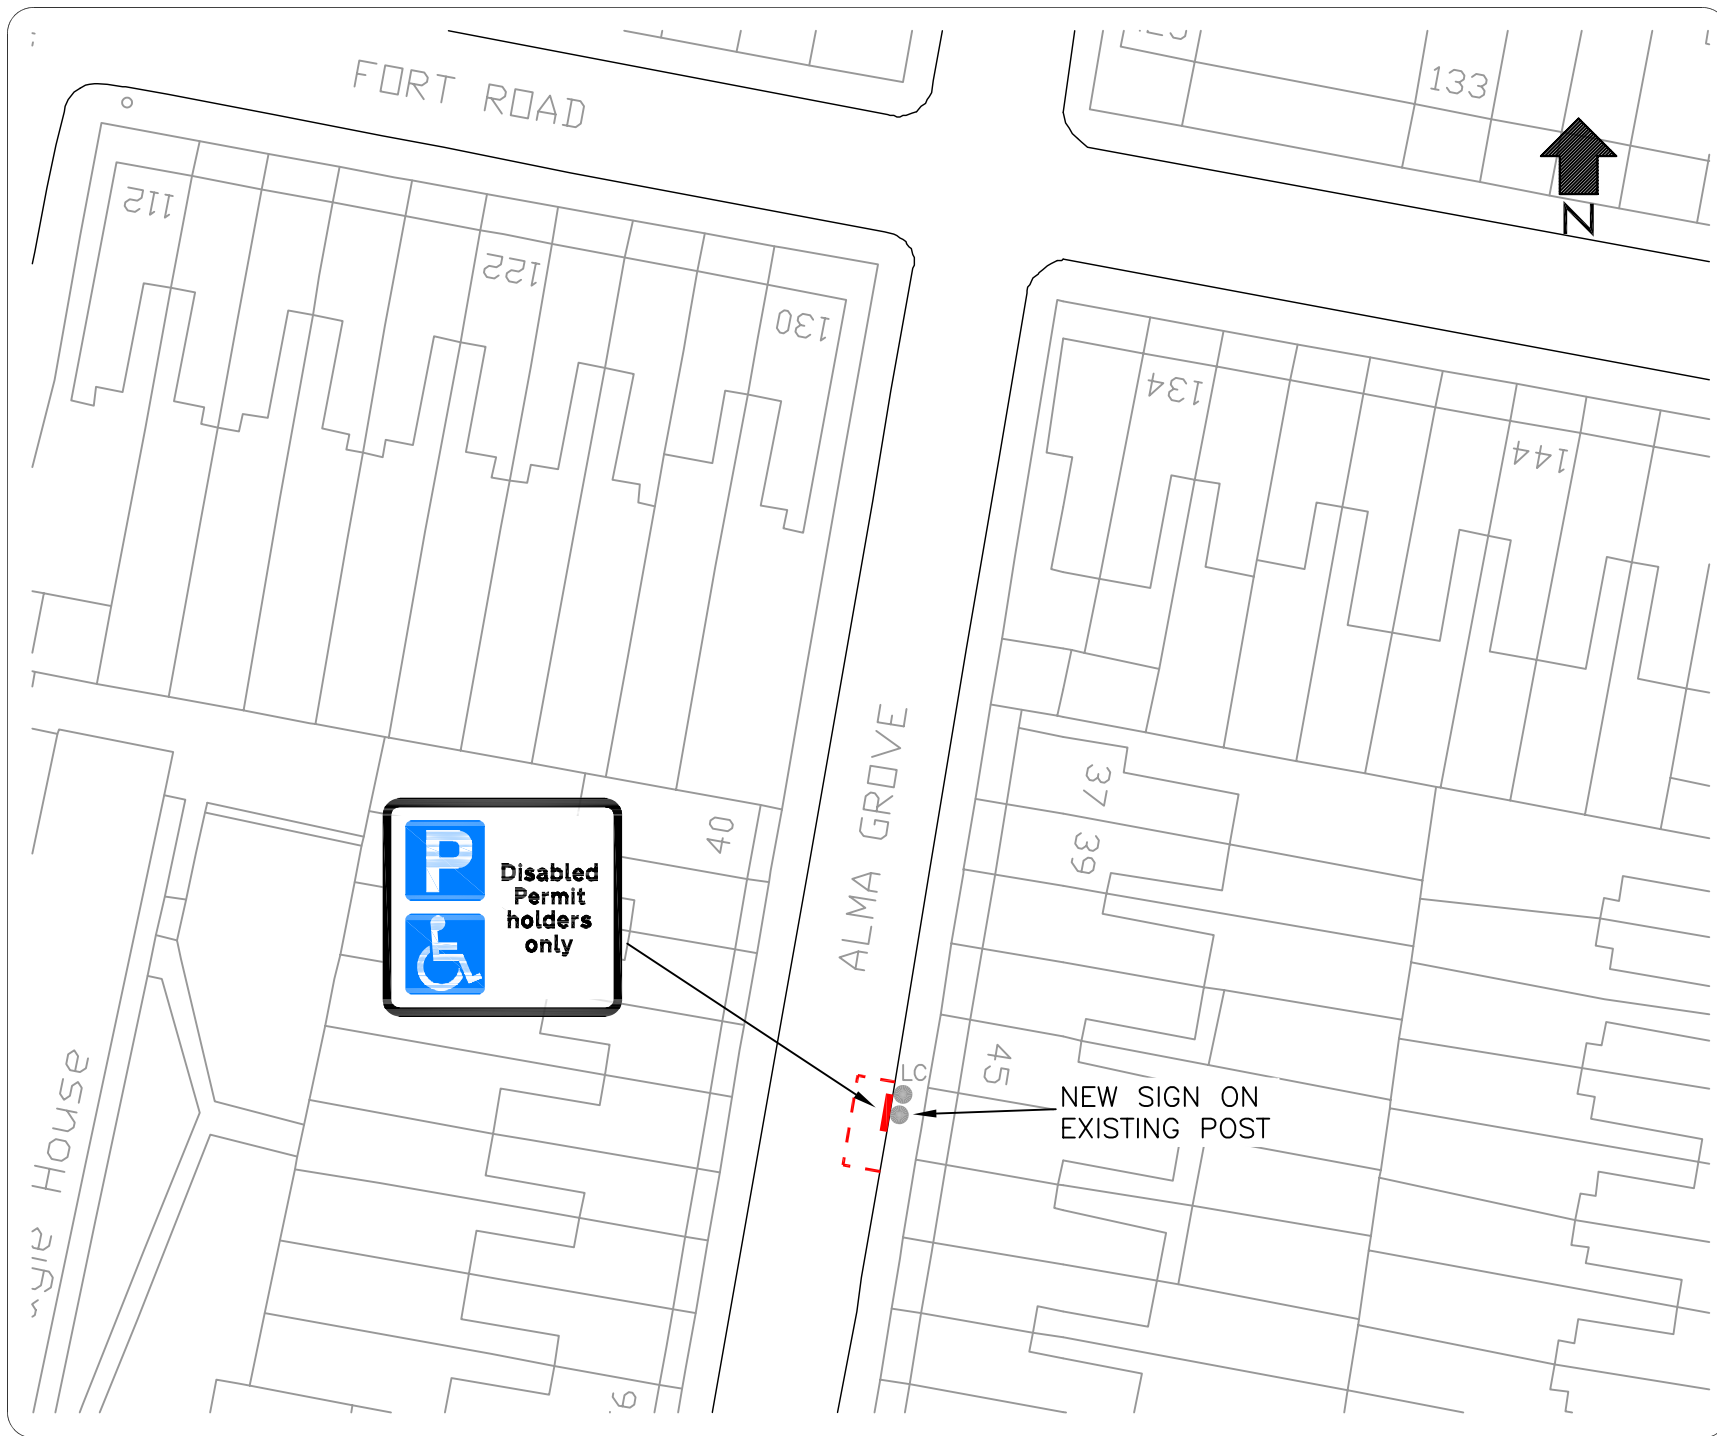 FORT ROAD
133
N
112
122
130
134
144
ALMA GROVE
37
39
40
P
Disabled
Permit
holders
only
45
LC
NEW SIGN ON
EXISTING POST
House